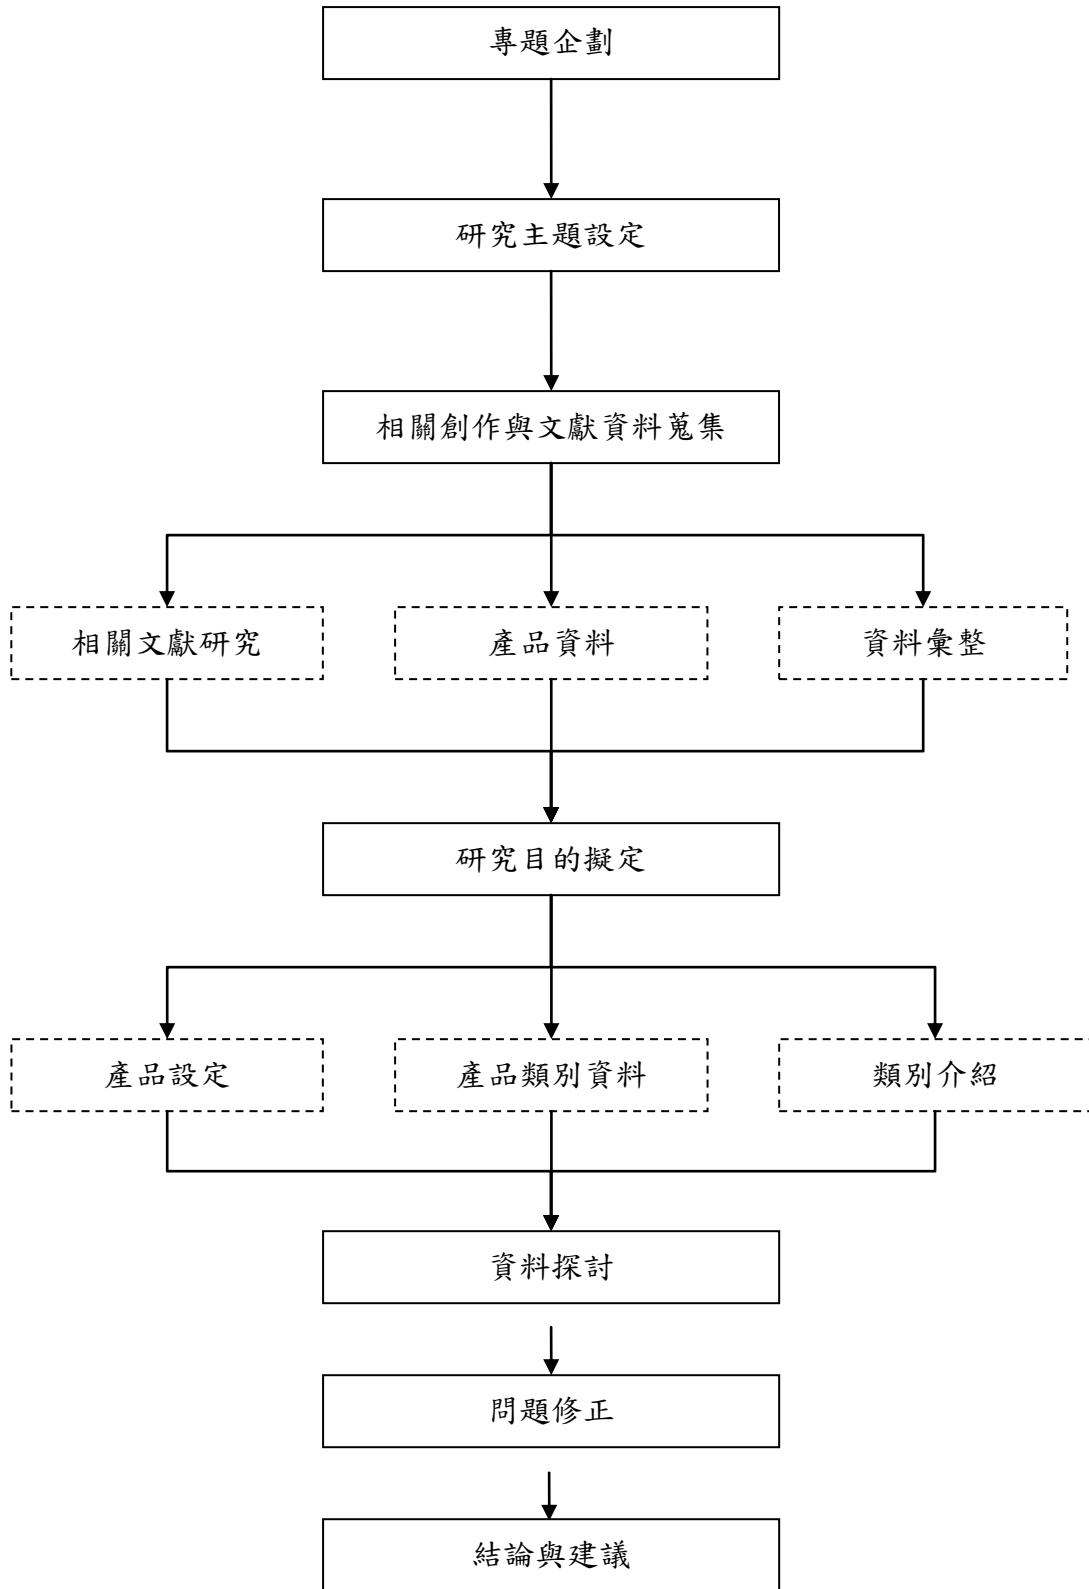 專題企劃
研究主題設定
相關創作與文獻資料蒐集
相關文獻研究
產品資料
資料彙整
研究目的擬定
產品設定
產品類別資料
類別介紹
資料探討
問題修正
結論與建議